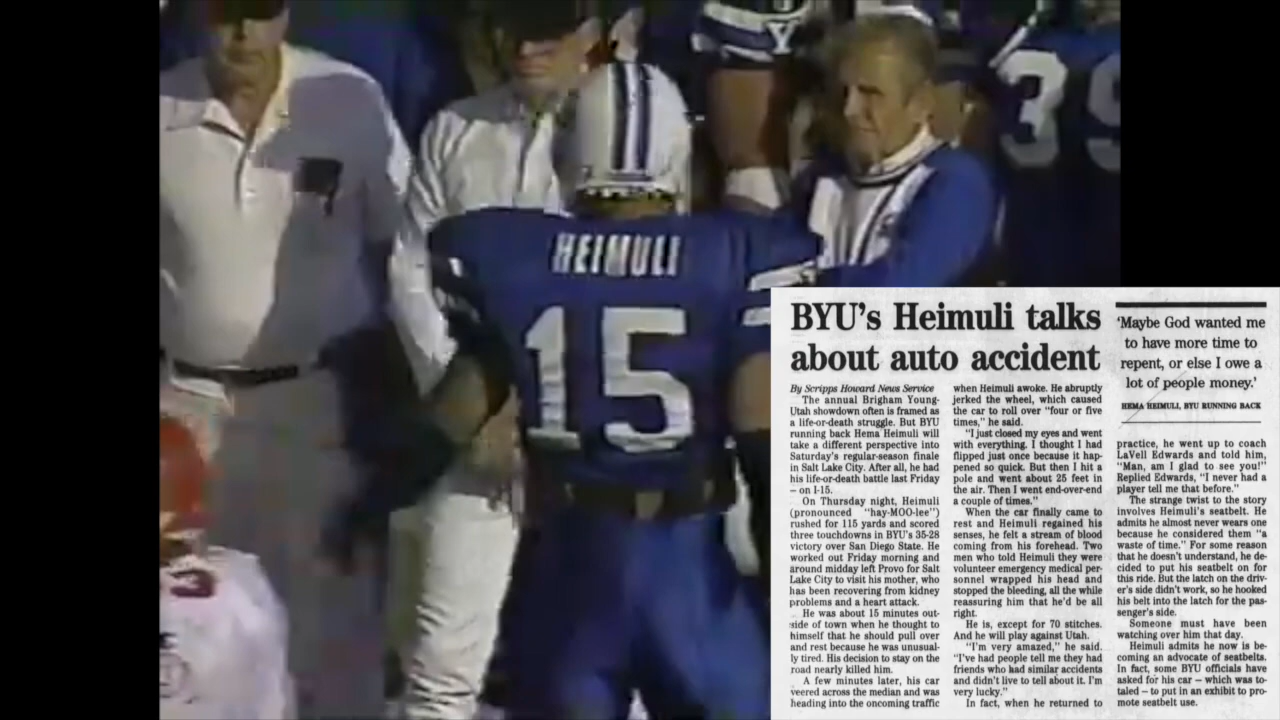 Y
39
HEIMULI
15
3
BYU's Heimuli talks
about auto accident
By Scripps Howard News Service
The annual Brigham Young-
Utah showdown often is framed as
a life-or-death struggle. But BYU
running back Hema Heimuli will
take a different perspective into
Saturday's regular-season finale
in Salt Lake City. After all, he had
his life-or-death battle last Friday
– on I-15.
On Thursday night, Heimuli
(pronounced "hay-MOO-lee")
rushed for 115 yards and scored
three touchdowns in BYU's 35-28
victory over San Diego State. He
worked out Friday morning and
around midday left Provo for Salt
Lake City to visit his mother, who
has been recovering from kidney
problems and a heart attack.
He was about 15 minutes out-
side of town when he thought to
himself that he should pull over
and rest because he was unusual-
ly tired. His decision to stay on the
road nearly killed him.
A few minutes later, his car
veered across the median and was
heading into the oncoming traffic
when Heimuli awoke. He abruptly
jerked the wheel, which caused
the car to roll over "four or five
times," he said.
"I just closed my eyes and went
with everything. I thought I had
flipped just once because it hap-
pened so quick. But then I hit a
pole and went about 25 feet in
the air. Then I went end-over-end
a couple of times."
When the car finally came to
rest and Heimuli regained his
senses, he felt a stream of blood
coming from his forehead. Two
men who told Heimuli they were
volunteer emergency medical per-
sonnel wrapped his head and
stopped the bleeding, all the while
reassuring him that he'd be all
right.
He is, except for 70 stitches.
And he will play against Utah.
"I'm very amazed," he said.
"I've had people tell me they had
friends who had similar accidents
and didn't live to tell about it. I'm
very lucky."
In fact, when he returned to
'Maybe God wanted me
to have more time to
repent, or else I owe a
lot of people money.'
HEMA HEIMULI, BYU RUNNING BACK
practice, he went up to coach
LaVell Edwards and told him,
"Man, am I glad to see you!"
Replied Edwards, "I never had a
player tell me that before."
The strange twist to the story
involves Heimuli's seatbelt. He
admits he almost never wears one
because he considered them "a
waste of time." For some reason
that he doesn't understand, he de-
cided to put his seatbelt on for
this ride. But the latch on the driv-
er's side didn't work, so he hooked
his belt into the latch for the pas-
senger's side.
Someone must have been
watching over him that day.
Heimuli admits he now is be-
coming an advocate of seatbelts.
In fact, some BYU officials have
asked for his car – which was to-
taled – to put in an exhibit to pro-
mote seatbelt use.